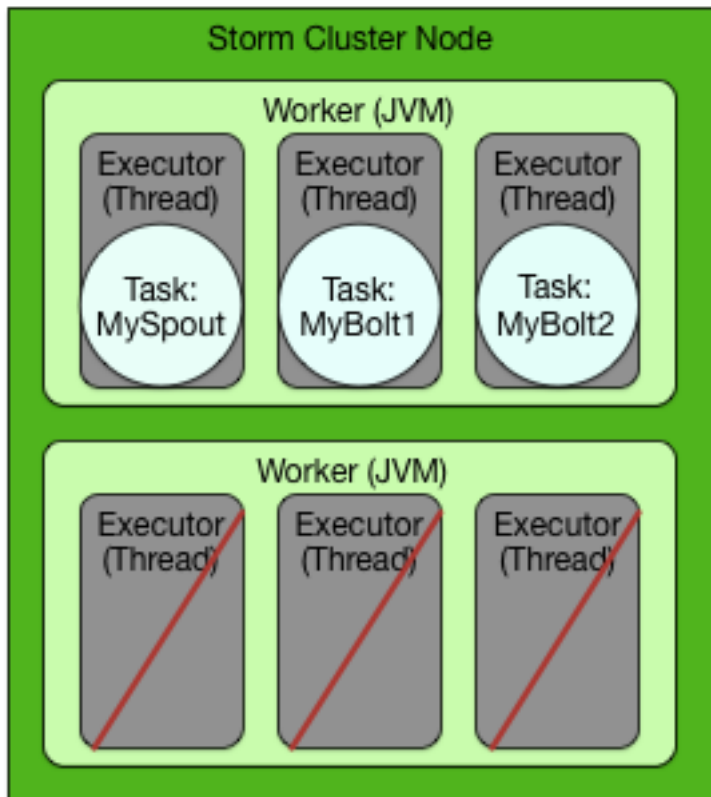 Storm Cluster Node
Worker (JVM)
Executor
(Thread)
Task:
MySpout
Executor
(Thread)
Task:
MyBolt1
Executor
(Thread)
Task:
MyBolt2
Worker (JVM)
Executor
(Thread)
Executor
(Thread)
Executor
(Thread)